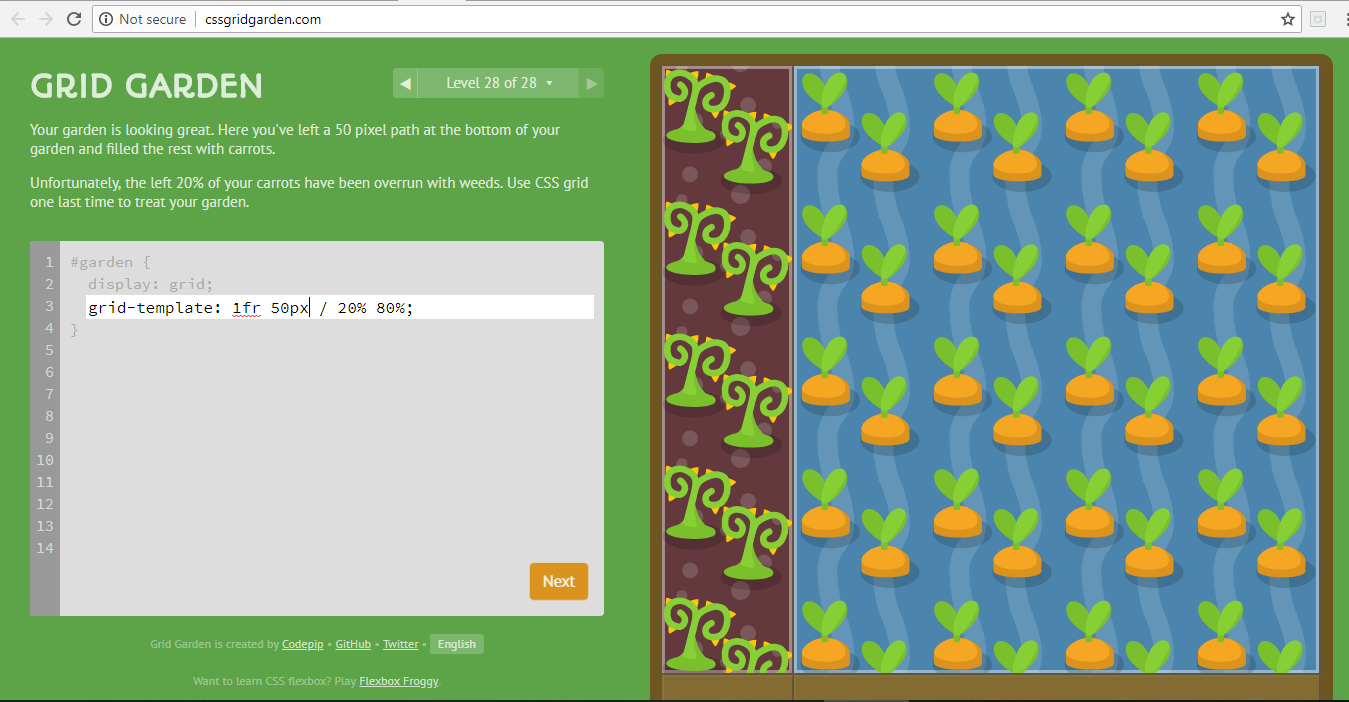 Not secure cssgridgarden.com
GRID GARDEN
◀ Level 28 of 28 ▾ ▶
Your garden is looking great. Here you've left a 50 pixel path at the bottom of your
garden and filled the rest with carrots.
Unfortunately, the left 20% of your carrots have been overrun with weeds. Use CSS grid
one last time to treat your garden.
1 #garden {
2 display: grid;
3 grid-template: 1fr 50px / 20% 80%;
4 }
5
6
7
8
9
10
11
12
13
14
Next
Grid Garden is created by Codepip • GitHub • Twitter • English
Want to learn CSS flexbox? Play Flexbox Froggy.